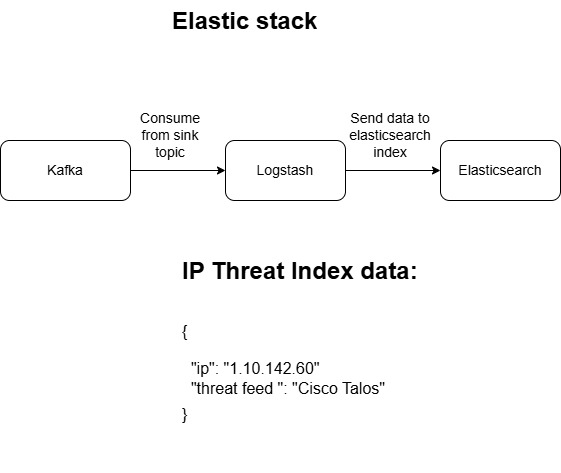 Elastic stack
Consume
from sink
topic
Send data to
elasticsearch
index
Kafka
Logstash
Elasticsearch
IP Threat Index data:
{
"ip": "1.10.142.60"
"threat feed ": "Cisco Talos"
}